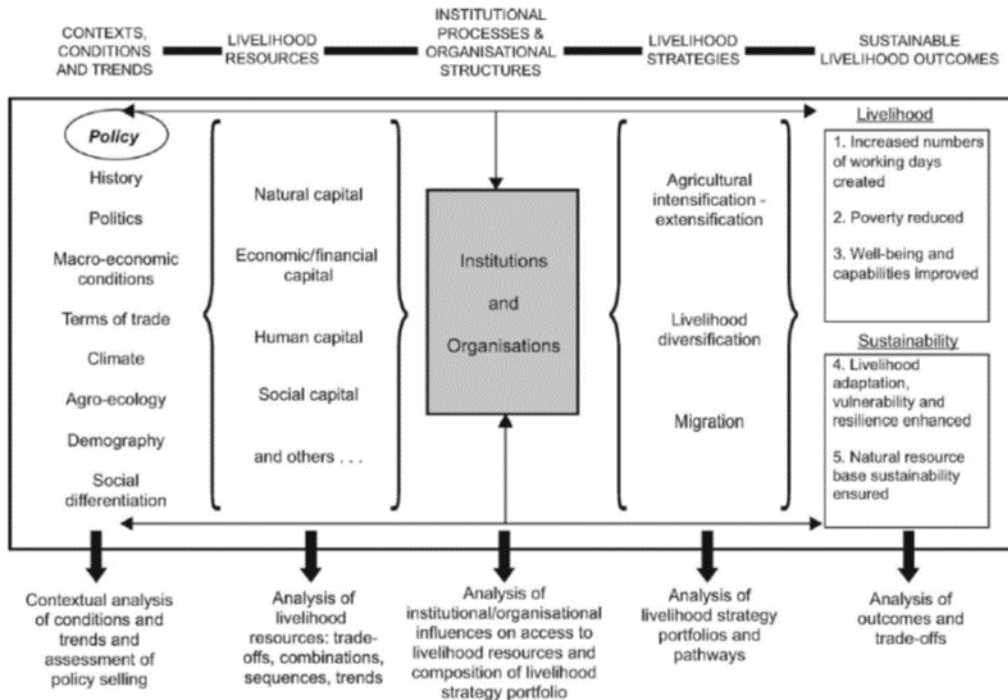 CONTEXTS,
CONDITIONS
AND TRENDS
LIVELIHOOD
RESOURCES
INSTITUTIONAL
PROCESSES &
ORGANISATIONAL
STRUCTURES
LIVELIHOOD
STRATEGIES
SUSTAINABLE
LIVELIHOOD OUTCOMES
Policy
History
Politics
Macro-economic
conditions
Terms of trade
Climate
Agro-ecology
Demography
Social
differentiation
Natural capital
Economic/financial
capital
Human capital
Social capital
and others . . .
Institutions
and
Organisations
Agricultural
intensification -
extensification
Livelihood
diversification
Migration
Livelihood
1. Increased numbers
of working days
created
2. Poverty reduced
3. Well-being and
capabilities improved
Sustainability
4. Livelihood
adaptation,
vulnerability and
resilience enhanced
5. Natural resource
base sustainability
ensured
Contextual analysis
of conditions and
trends and
assessment of
policy selling
Analysis of
livelihood
resources: trade-
offs, combinations,
sequences, trends
Analysis of
institutional/organisational
influences on access to
livelihood resources and
composition of livelihood
strategy portfolio
Analysis of
livelihood strategy
portfolios and
pathways
Analysis of
outcomes and
trade-offs